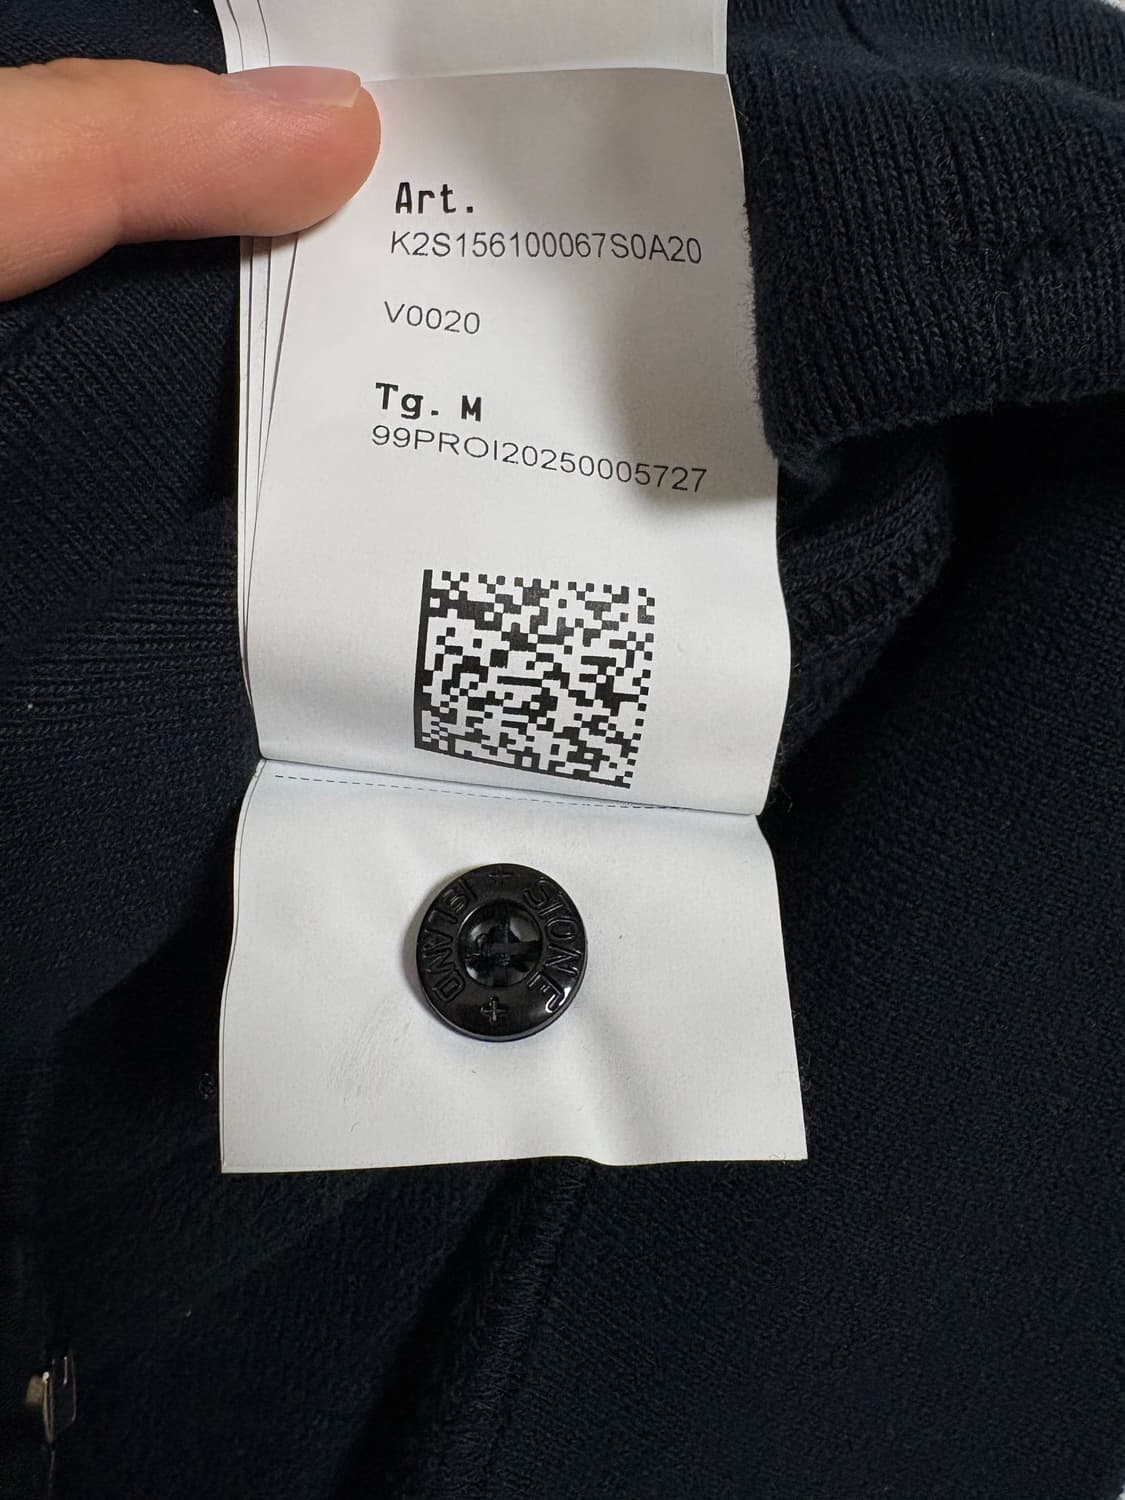 Art.
K2S156100067S0A20
V0020
Tg. M
99PROI20250005727
STONE
ISLAND